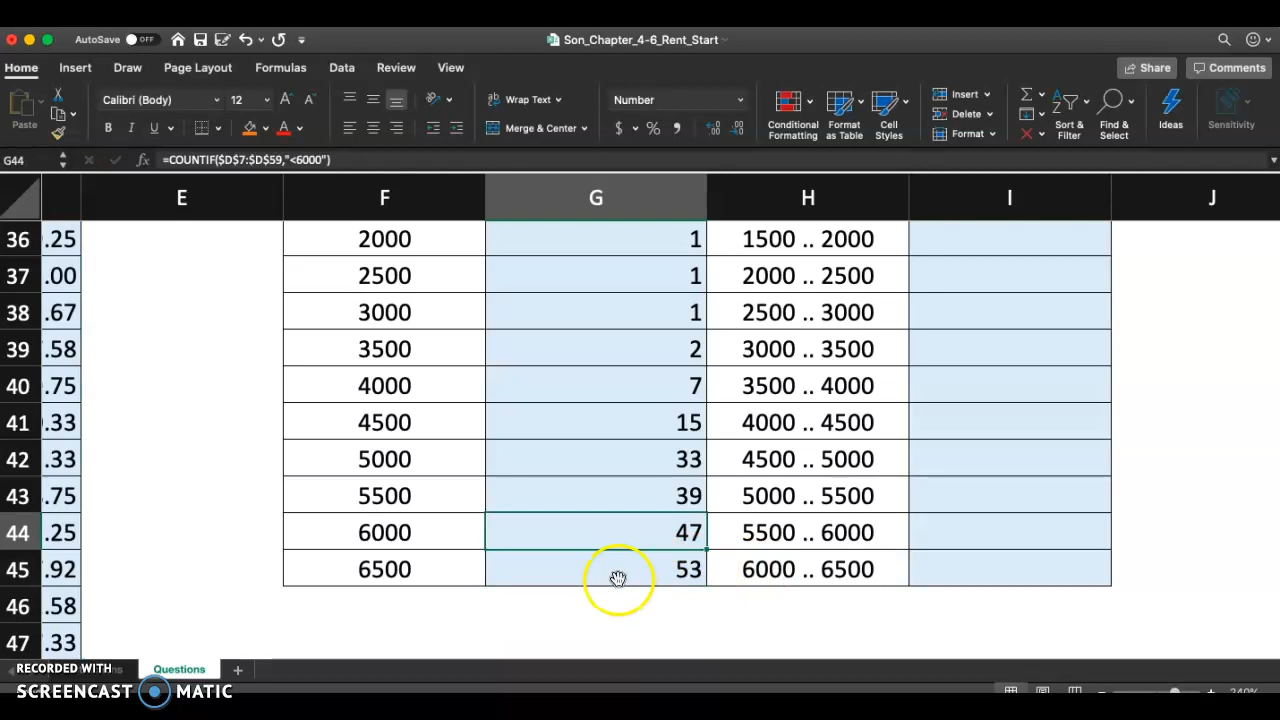 AutoSave OFF Son_Chapter_4-6_Rent_Start
Home Insert Draw Page Layout Formulas Data Review View Share Comments
Paste Calibri (Body) 12 A A Wrap Text Number Insert
B I U A Merge & Center $ % Conditional Formatting Format as Table Cell Styles Delete Format Sort & Filter Find & Select Ideas Sensitivity
G44 fx =COUNTIF($D$7:$D$59,"<6000")
E F G H I J
36 .25 2000 1 1500 .. 2000
37 .00 2500 1 2000 .. 2500
38 .67 3000 1 2500 .. 3000
39 .58 3500 2 3000 .. 3500
40 .75 4000 7 3500 .. 4000
41 .33 4500 15 4000 .. 4500
42 .33 5000 33 4500 .. 5000
43 .75 5500 39 5000 .. 5500
44 .25 6000 47 5500 .. 6000
45 .92 6500 53 6000 .. 6500
46 .58
47 .33
RECORDED WITH Questions +
SCREENCAST MATIC 240%